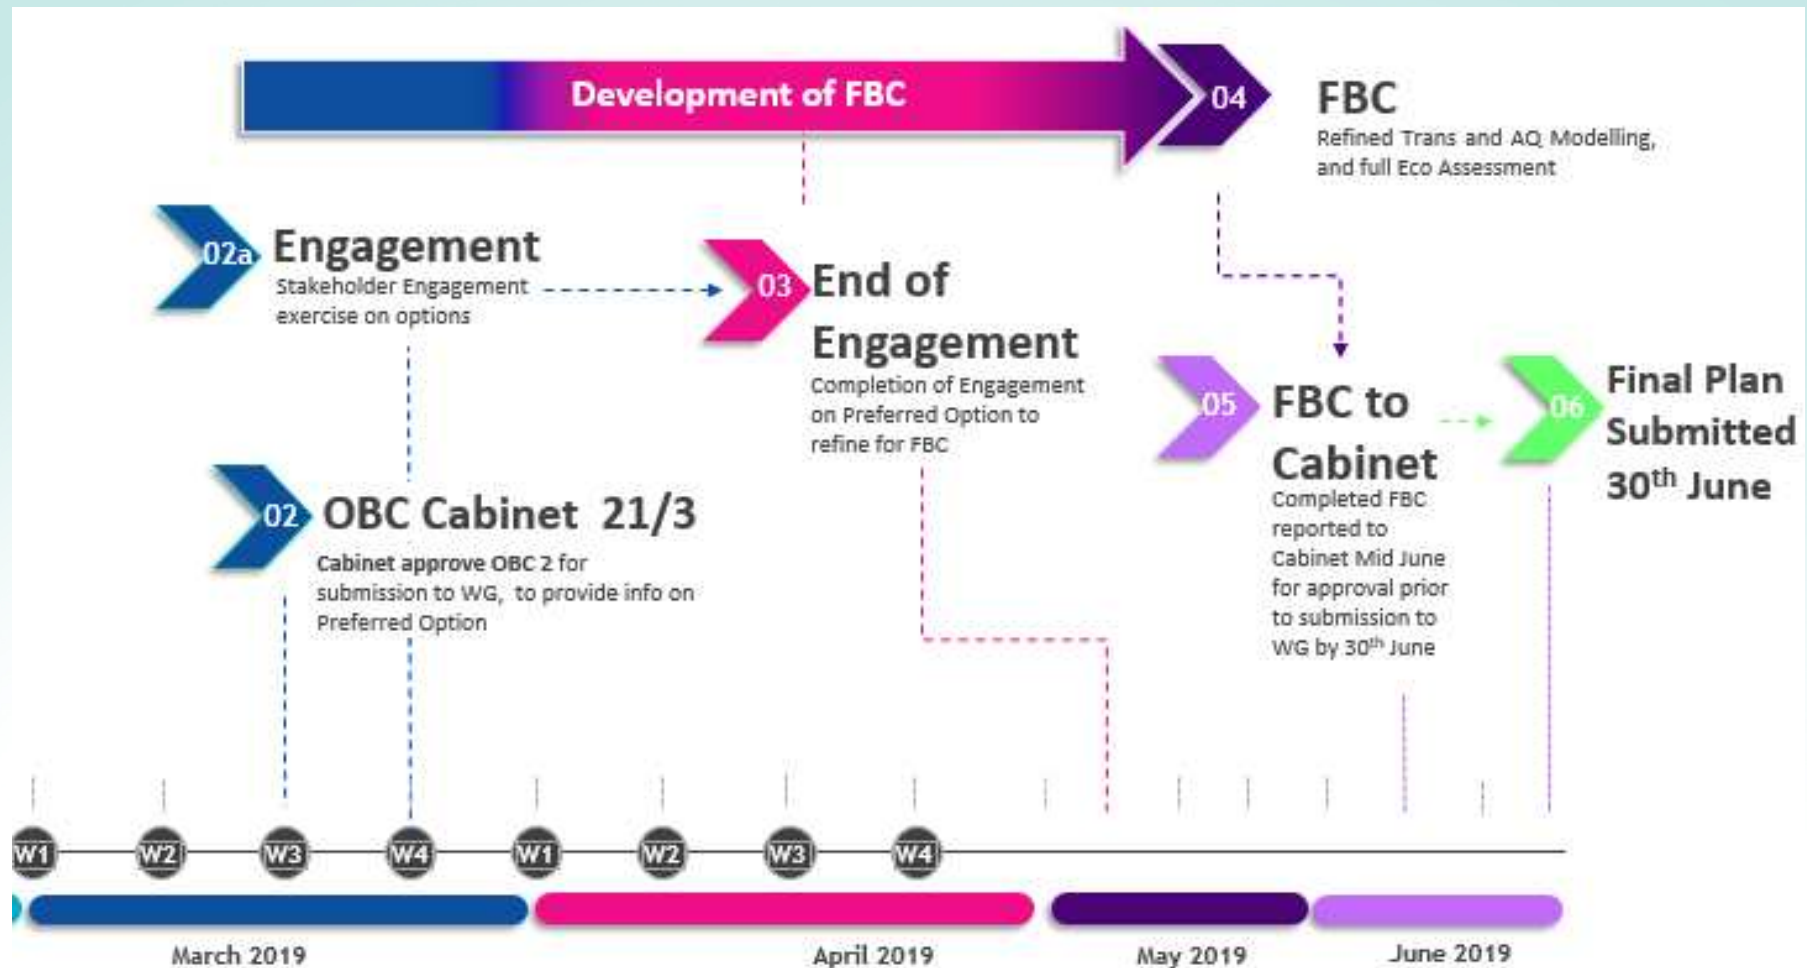 Development of FBC
04
FBC
Refined Trans and AQ Modelling,
and full Eco Assessment
02a
Engagement
Stakeholder Engagement
exercise on options
03
End of
Engagement
Completion of Engagement
on Preferred Option to
refine for FBC
05
FBC to
Cabinet
Completed FBC
reported to
Cabinet Mid June
for approval prior
to submission to
WG by 30th June
06
Final Plan
Submitted
30th June
02
OBC Cabinet 21/3
Cabinet approve OBC 2 for
submission to WG, to provide info on
Preferred Option
W1 W2 W3 W4 W1 W2 W3 W4
March 2019 April 2019 May 2019 June 2019